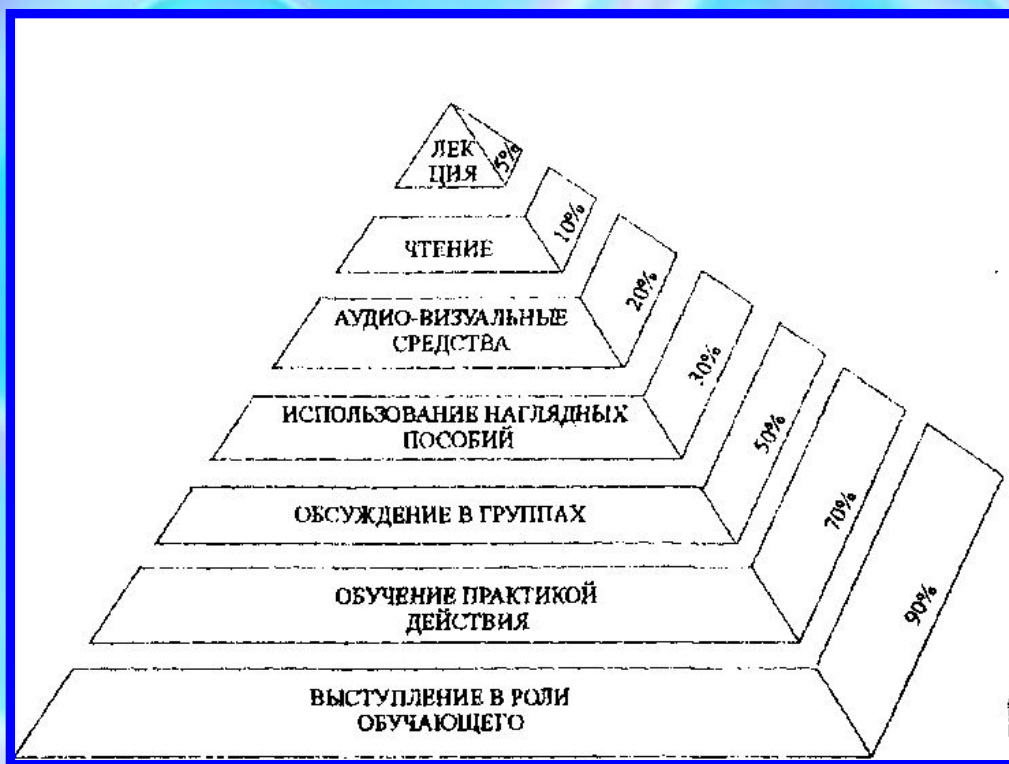 ЛЕК
ЦИЯ
5%
ЧТЕНИЕ
10%
АУДИО-ВИЗУАЛЬНЫЕ
СРЕДСТВА
20%
ИСПОЛЬЗОВАНИЕ НАГЛЯДНЫХ
ПОСОБИЙ
30%
ОБСУЖДЕНИЕ В ГРУППАХ
50%
ОБУЧЕНИЕ ПРАКТИКОЙ
ДЕЙСТВИЯ
70%
ВЫСТУПЛЕНИЕ В РОЛИ
ОБУЧАЮЩЕГО
90%